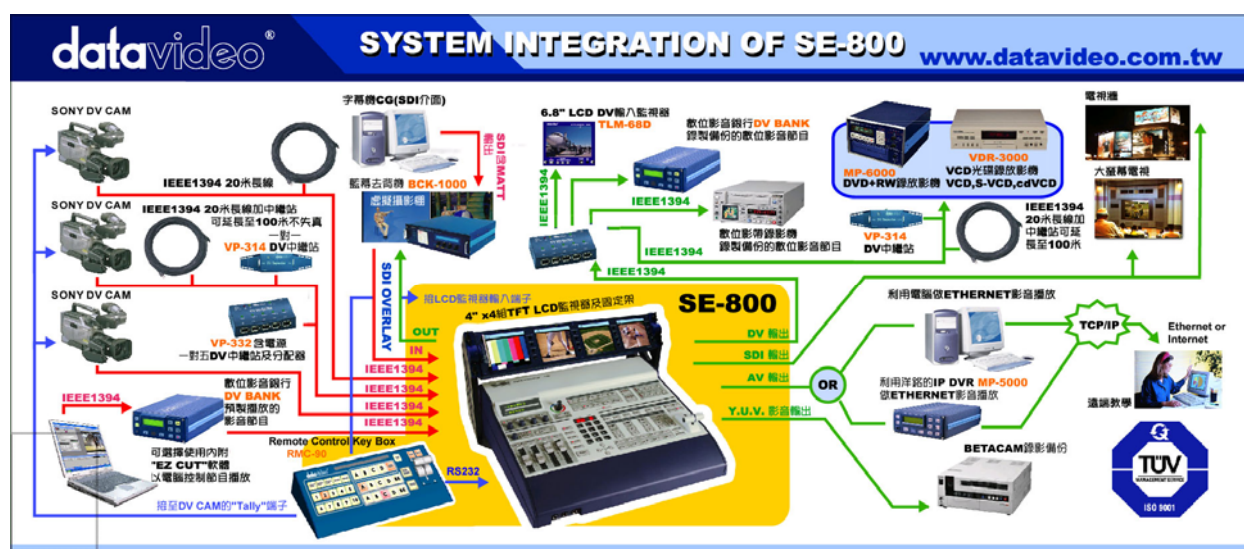 datavideo®
SYSTEM INTEGRATION OF SE-800
www.datavideo.com.tw
SONY DV CAM
IEEE1394 20米長線
IEEE1394 20米長線加中繼站
可延長至100米不失真
一對一
VP-314 DV中繼站
SONY DV CAM
SONY DV CAM
VP-332含電源
一對五DV中繼站及分配器
數位影音銀行
DV BANK
預製播放的
影音節目
IEEE1394
可選擇使用內附
"EZ CUT"軟體
以電腦控制節目播放
接至DV CAM的"Tally"端子
Remote Control Key Box
RMC-90
RS232
字幕機CG(SDI介面)
SDI含MATT
輸出
藍幕去背機 BCK-1000
虛擬攝影棚
SDI OVERLAY
接LCD監視器輸入端子
OUT
IN
IEEE1394
IEEE1394
IEEE1394
IEEE1394
4" x4組TFT LCD監視器及固定架
SE-800
6.8" LCD DV輸入監視器
TLM-68D
數位影音銀行DV BANK
錄製備份的數位影音節目
IEEE1394
IEEE1394
數位影帶錄影機
錄製備份的數位影音節目
IEEE1394
IEEE1394
MP-6000
DVD+RW錄放影機
VDR-3000
VCD光碟錄放影機
VCD,S-VCD,cdVCD
VP-314
DV中繼站
IEEE1394
20米長線加
中繼站可延
長至100米
電視牆
大螢幕電視
DV 輸出
SDI 輸出
AV 輸出
Y.U.V. 影音輸出
OR
利用電腦做ETHERNET影音播放
利用洋銘的IP DVR MP-5000
做ETHERNET影音播放
TCP/IP
Ethernet or
Internet
遠端教學
BETACAM錄影備份
TÜV
MANAGEMENT SERVICE
ISO 9001